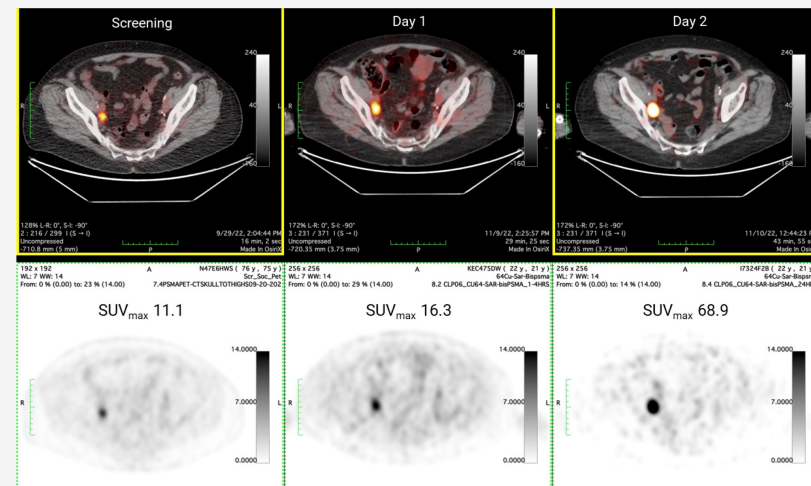 Screening
Day 1
Day 2
240
40
-160
R
L
128% L-R: 0°, S-I: -90°
2 : 216 / 299 I (S → I)
Uncompressed
-710.8 mm (5 mm)
P
9/29/22, 2:04:44 PM
16 min, 2 sec
Made In OsiriX
240
40
-160
R
172% L-R: 0°, S-I: -90°
3 : 231 / 371 I (S → I)
Uncompressed
-720.35 mm (3.75 mm)
P
11/9/22, 2:25:57 PM
29 min, 25 sec
L
Made In OsiriX
240
40
-160
R
172% L-R: 0°, S-I: -90°
3 : 231 / 371 I (S → I)
Uncompressed
-737.35 mm (3.75 mm)
P
11/10/22, 12:44:23
43 min, 55
Made In OsiriX
192 x 192
WL: 7 WW: 14
From: 0 % (0.00) to: 23 % (14.00)
A
N47E6HWS ( 76 y , 75 y )
Scr_Soc_Pet
7.4PSMAPET-CTSKULLTOTHIGHS09-20-202
256 x 256
WL: 7 WW: 14
From: 0 % (0.00) to: 29 % (14.00)
A
KEC475DW ( 22 y , 21 y )
64Cu-Sar-Bispsma
8.2 CLP06_CU64-SAR-bisPSMA_1-4HRS
256 x 256
WL: 7 WW: 14
From: 0 % (0.00) to: 14 % (14.00)
A
I7324F2B ( 22 y , 21 y
64Cu-Sar-Bispsm
8.4 CLP06_CU64-SAR-bisPSMA_24H
SUVmax 11.1
SUVmax 16.3
SUVmax 68.9
14.0000
7.0000
0.0000
R
L
14.0000
7.0000
0.0000
R
L
14.0000
7.0000
0.0000
R